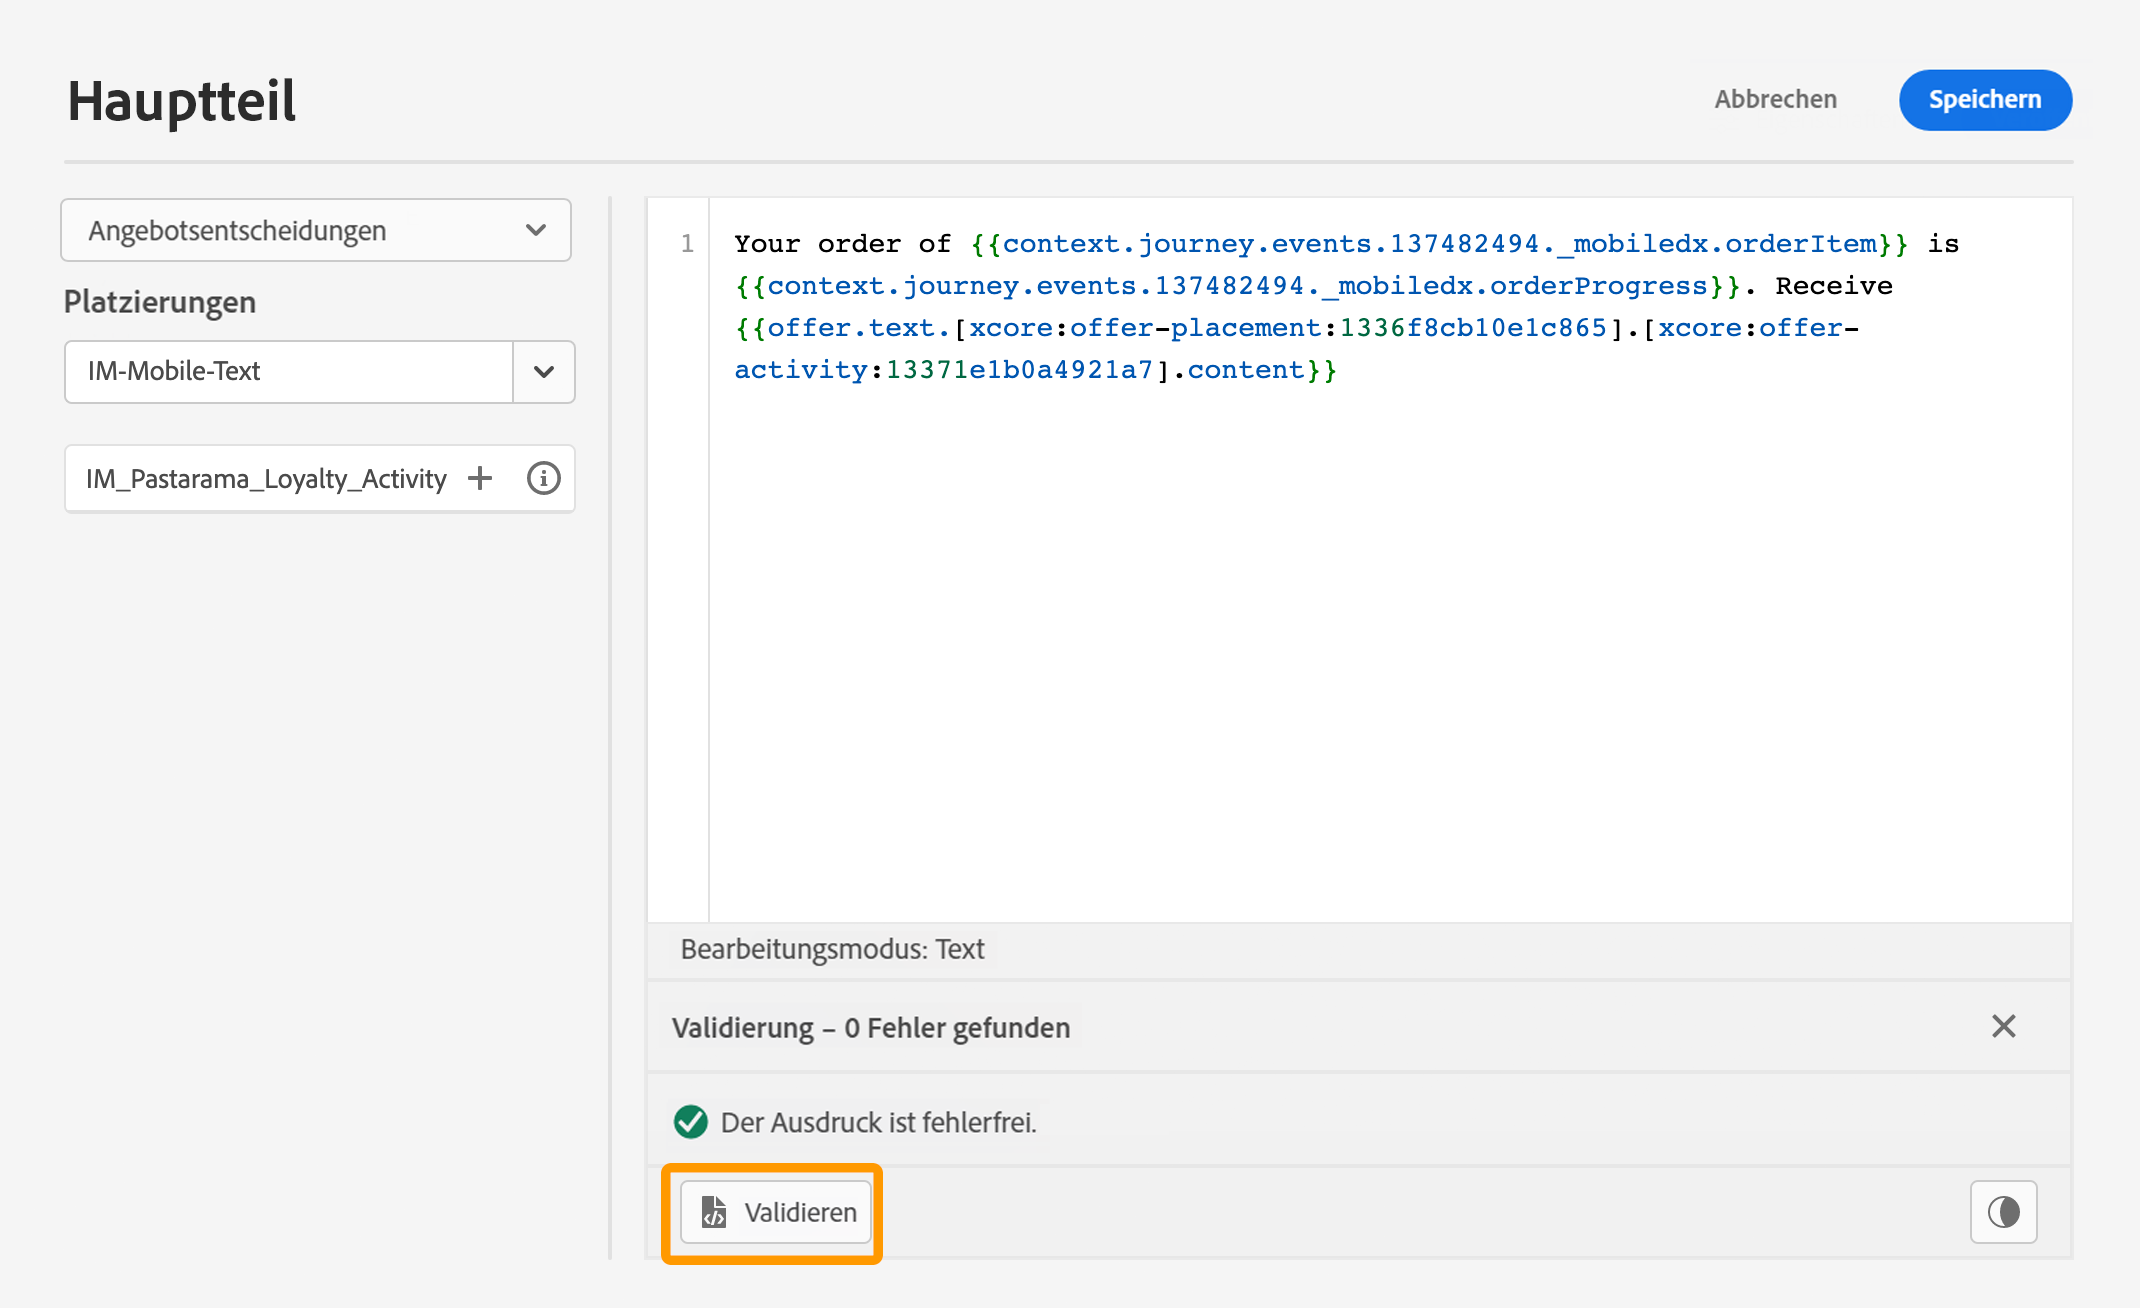 Hauptteil
Abbrechen
Speichern
Angebotsentscheidungen
Platzierungen
IM-Mobile-Text
IM_Pastarama_Loyalty_Activity
1
Your order of {{context.journey.events.137482494._mobiledx.orderItem}} is
{{context.journey.events.137482494._mobiledx.orderProgress}}. Receive
{{offer.text.[xcore:offer-placement:1336f8cb10e1c865].[xcore:offer-
activity:13371e1b0a4921a7].content}}
Bearbeitungsmodus: Text
Validierung – 0 Fehler gefunden
Der Ausdruck ist fehlerfrei.
Validieren